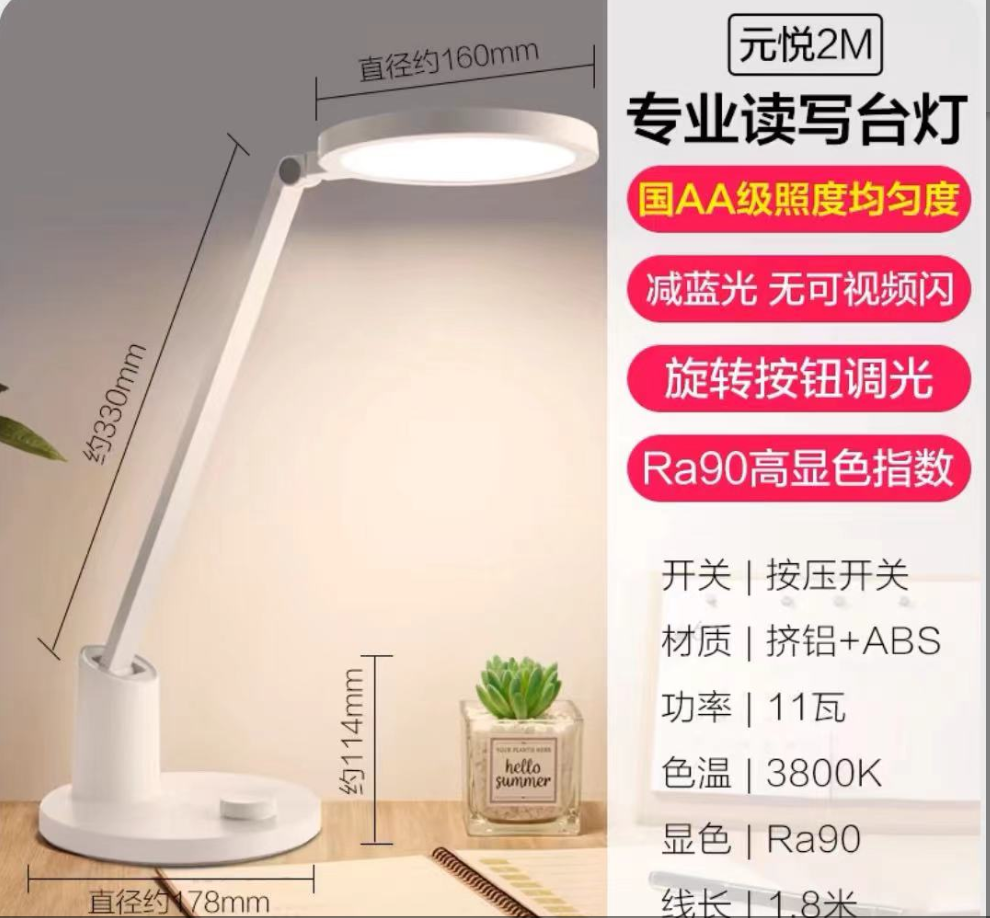 直径约160mm
约330mm
约114mm
YOUR PLANTS HERE
hello
summer
直径约178mm
元悦2M
专业读写台灯
国AA级照度均匀度
减蓝光 无可视频闪
旋转按钮调光
Ra90高显色指数
开关 | 按压开关
材质 | 挤铝+ABS
功率 | 11瓦
色温 | 3800K
显色 | Ra90
线长 | 1.8米